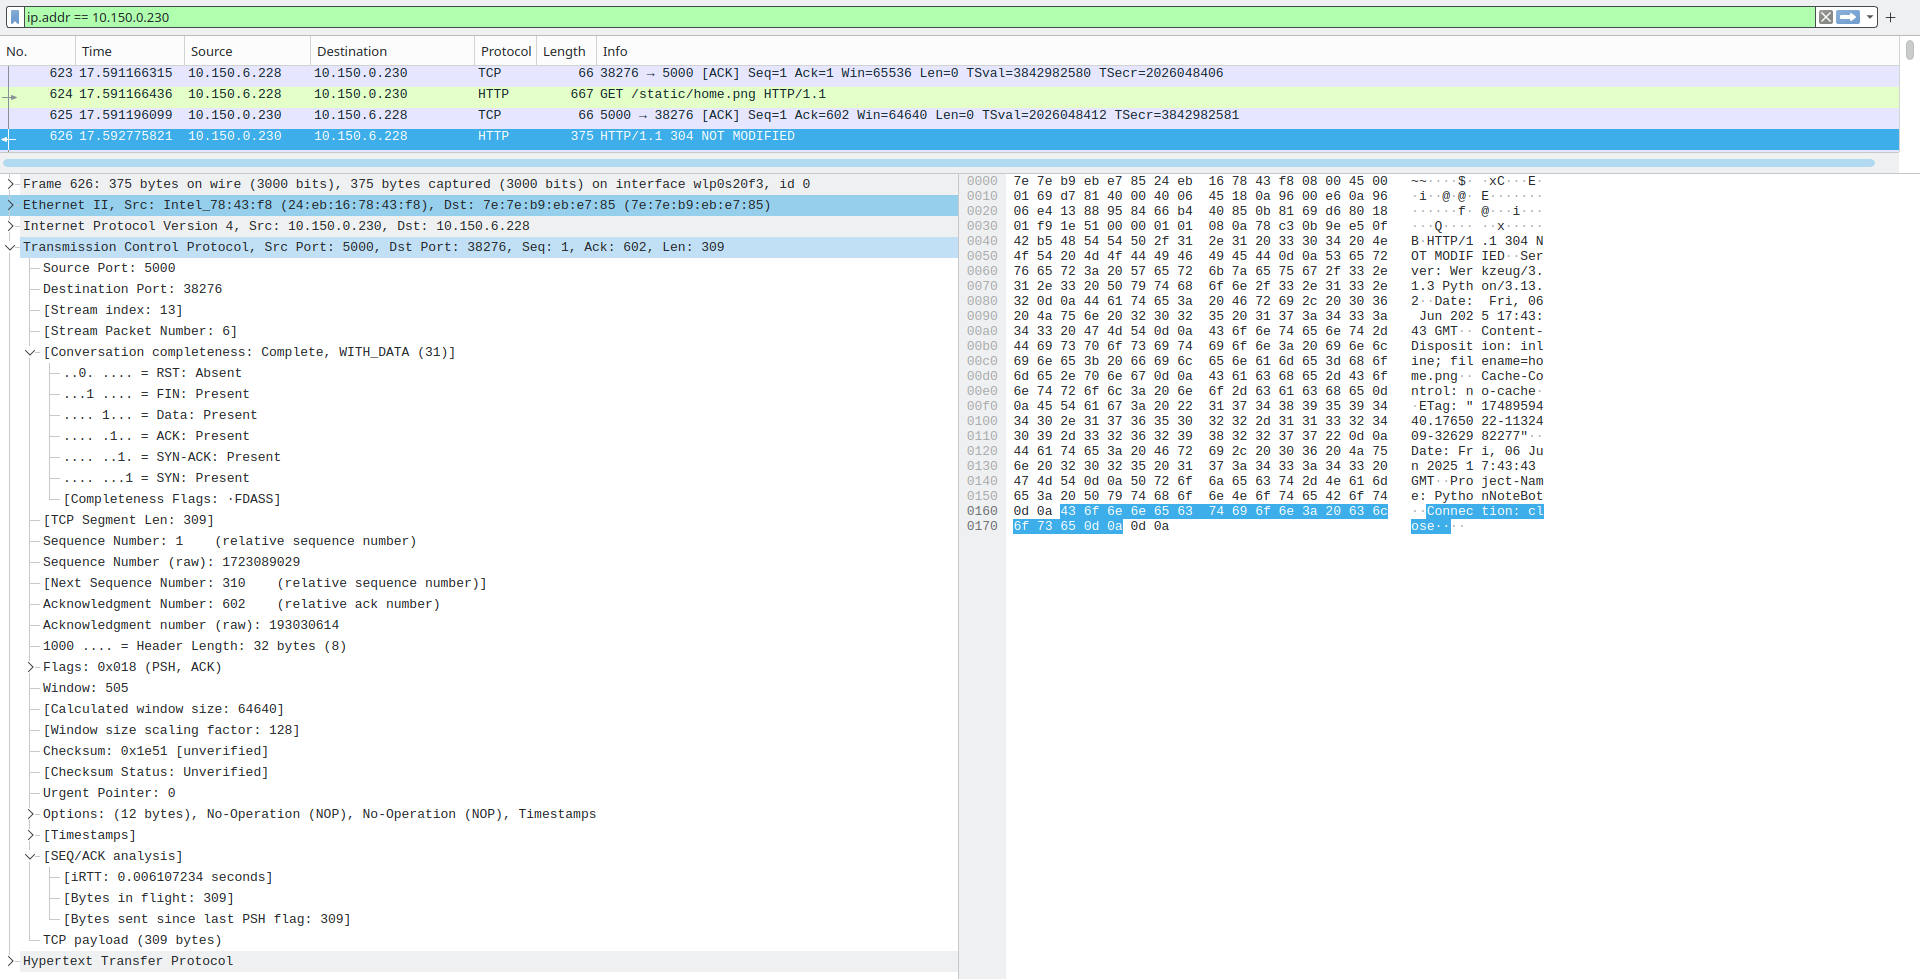 ip.addr == 10.150.0.230
No. Time Source Destination Protocol Length Info
623 17.591166315 10.150.6.228 10.150.0.230 TCP 66 38276 → 5000 [ACK] Seq=1 Ack=1 Win=65536 Len=0 TSval=3842982580 TSecr=2026048406
624 17.591166436 10.150.6.228 10.150.0.230 HTTP 667 GET /static/home.png HTTP/1.1
625 17.591196099 10.150.0.230 10.150.6.228 TCP 66 5000 → 38276 [ACK] Seq=1 Ack=602 Win=64640 Len=0 TSval=2026048412 TSecr=3842982581
626 17.592775821 10.150.0.230 10.150.6.228 HTTP 375 HTTP/1.1 304 NOT MODIFIED
Frame 626: 375 bytes on wire (3000 bits), 375 bytes captured (3000 bits) on interface wlp0s20f3, id 0
Ethernet II, Src: Intel_78:43:f8 (24:eb:16:78:43:f8), Dst: 7e:7e:b9:eb:e7:85 (7e:7e:b9:eb:e7:85)
Internet Protocol Version 4, Src: 10.150.0.230, Dst: 10.150.6.228
Transmission Control Protocol, Src Port: 5000, Dst Port: 38276, Seq: 1, Ack: 602, Len: 309
Source Port: 5000
Destination Port: 38276
[Stream index: 13]
[Stream Packet Number: 6]
[Conversation completeness: Complete, WITH_DATA (31)]
..0. .... = RST: Absent
...1 .... = FIN: Present
.... 1... = Data: Present
.... .1.. = ACK: Present
.... ..1. = SYN-ACK: Present
.... ...1 = SYN: Present
[Completeness Flags: ·FDASS]
[TCP Segment Len: 309]
Sequence Number: 1    (relative sequence number)
Sequence Number (raw): 1723089029
[Next Sequence Number: 310    (relative sequence number)]
Acknowledgment Number: 602    (relative ack number)
Acknowledgment number (raw): 193030614
1000 .... = Header Length: 32 bytes (8)
Flags: 0x018 (PSH, ACK)
Window: 505
[Calculated window size: 64640]
[Window size scaling factor: 128]
Checksum: 0x1e51 [unverified]
[Checksum Status: Unverified]
Urgent Pointer: 0
Options: (12 bytes), No-Operation (NOP), No-Operation (NOP), Timestamps
[Timestamps]
[SEQ/ACK analysis]
[iRTT: 0.006107234 seconds]
[Bytes in flight: 309]
[Bytes sent since last PSH flag: 309]
TCP payload (309 bytes)
Hypertext Transfer Protocol
0000 7e 7e b9 eb e7 85 24 eb 16 78 43 f8 08 00 45 00 ~~····$· ·xC···E·
0010 01 69 d7 81 40 00 40 06 45 18 0a 96 00 e6 0a 96 ·i··@·@· E·······
0020 06 e4 13 88 95 84 66 b4 40 85 0b 81 69 d6 80 18 ······f· @···i···
0030 01 f9 1e 51 00 00 01 01 08 0a 78 c3 0b 9e e5 0f ···Q···· ··x·····
0040 42 b5 48 54 54 50 2f 31 2e 31 20 33 30 34 20 4e B·HTTP/1 .1 304 N
0050 4f 54 20 4d 4f 44 49 46 49 45 44 0d 0a 53 65 72 OT MODIF IED··Ser
0060 76 65 72 3a 20 57 65 72 6b 7a 65 75 67 2f 33 2e ver: Wer kzeug/3.
0070 31 2e 33 20 50 79 74 68 6f 6e 2f 33 2e 31 33 2e 1.3 Pyth on/3.13.
0080 32 0d 0a 44 61 74 65 3a 20 46 72 69 2c 20 30 36 2··Date:  Fri, 06
0090 20 4a 75 6e 20 32 30 32 35 20 31 37 3a 34 33 3a  Jun 202 5 17:43:
00a0 34 33 20 47 4d 54 0d 0a 43 6f 6e 74 65 6e 74 2d 43 GMT·· Content-
00b0 44 69 73 70 6f 73 69 74 69 6f 6e 3a 20 69 6e 6c Disposit ion: inl
00c0 69 6e 65 3b 20 66 69 6c 65 6e 61 6d 65 3d 68 6f ine; fil ename=ho
00d0 6d 65 2e 70 6e 67 0d 0a 43 61 63 68 65 2d 43 6f me.png·· Cache-Co
00e0 6e 74 72 6f 6c 3a 20 6e 6f 2d 63 61 63 68 65 0d ntrol: n o-cache·
00f0 0a 45 54 61 67 3a 20 22 31 37 34 38 39 35 39 34 ·ETag: " 17489594
0100 34 30 2e 31 37 36 35 30 32 32 2d 31 31 33 32 34 40.17650 22-11324
0110 30 39 2d 33 32 36 32 39 38 32 32 37 37 22 0d 0a 09-32629 82277"··
0120 44 61 74 65 3a 20 46 72 69 2c 20 30 36 20 4a 75 Date: Fr i, 06 Ju
0130 6e 20 32 30 32 35 20 31 37 3a 34 33 3a 34 33 20 n 2025 1 7:43:43
0140 47 4d 54 0d 0a 50 72 6f 6a 65 63 74 2d 4e 61 6d GMT··Pro ject-Nam
0150 65 3a 20 50 79 74 68 6f 6e 4e 6f 74 65 42 6f 74 e: Pytho nNoteBot
0160 0d 0a 43 6f 6e 6e 65 63 74 69 6f 6e 3a 20 63 6c ··Connec tion: cl
0170 6f 73 65 0d 0a 0d 0a ose····